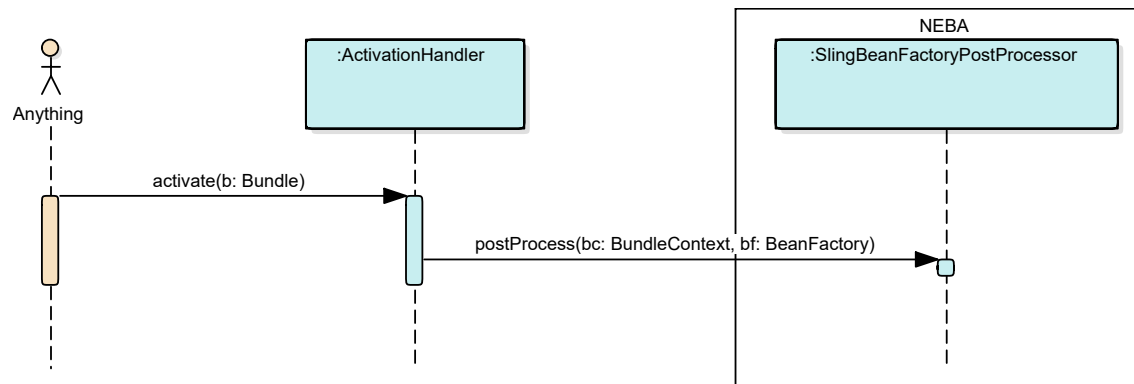 NEBA
:ActivationHandler
:SlingBeanFactoryPostProcessor
Anything
activate(b: Bundle)
postProcess(bc: BundleContext, bf: BeanFactory)